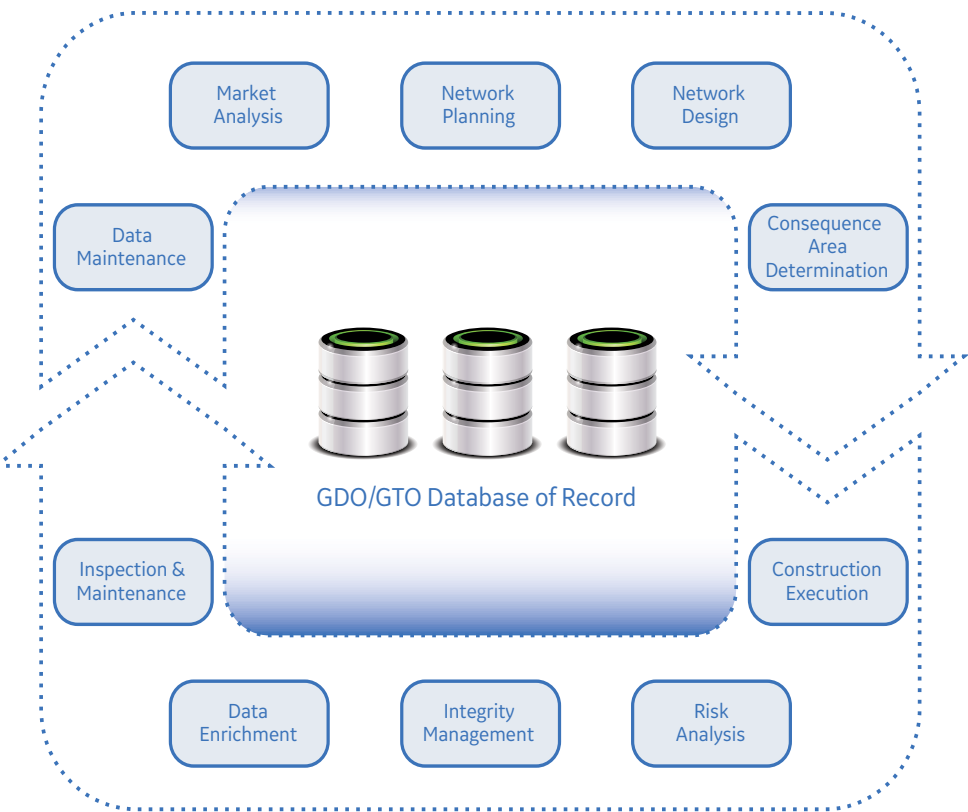 Market
Analysis
Network
Planning
Network
Design
Data
Maintenance
Consequence
Area
Determination
GDO/GTO Database of Record
Inspection &
Maintenance
Construction
Execution
Data
Enrichment
Integrity
Management
Risk
Analysis